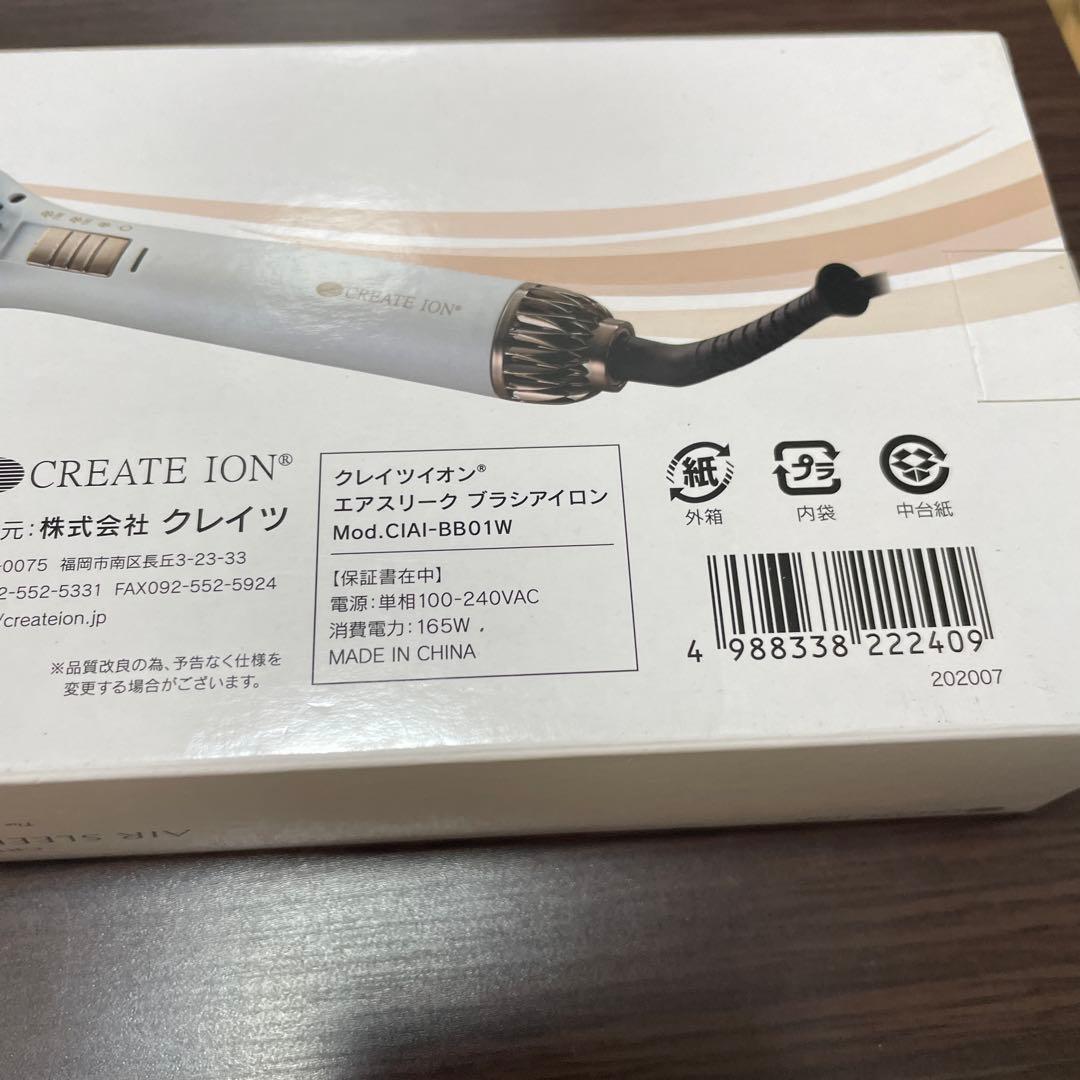 CREATE ION®
CREATE ION®
元:株式会社 クレイツ
-0075 福岡市南区長丘3-23-33
2-552-5331 FAX092-552-5924
/createion.jp
※品質改良の為、予告なく仕様を
変更する場合がございます。
クレイツイオン®
エアスリーク ブラシアイロン
Mod.CIAI-BB01W
【保証書在中】
電源:単相100-240VAC
消費電力:165W
MADE IN CHINA
紙
外箱
プラ
内袋
中台紙
4 988338 222409
202007
AIR SLEE